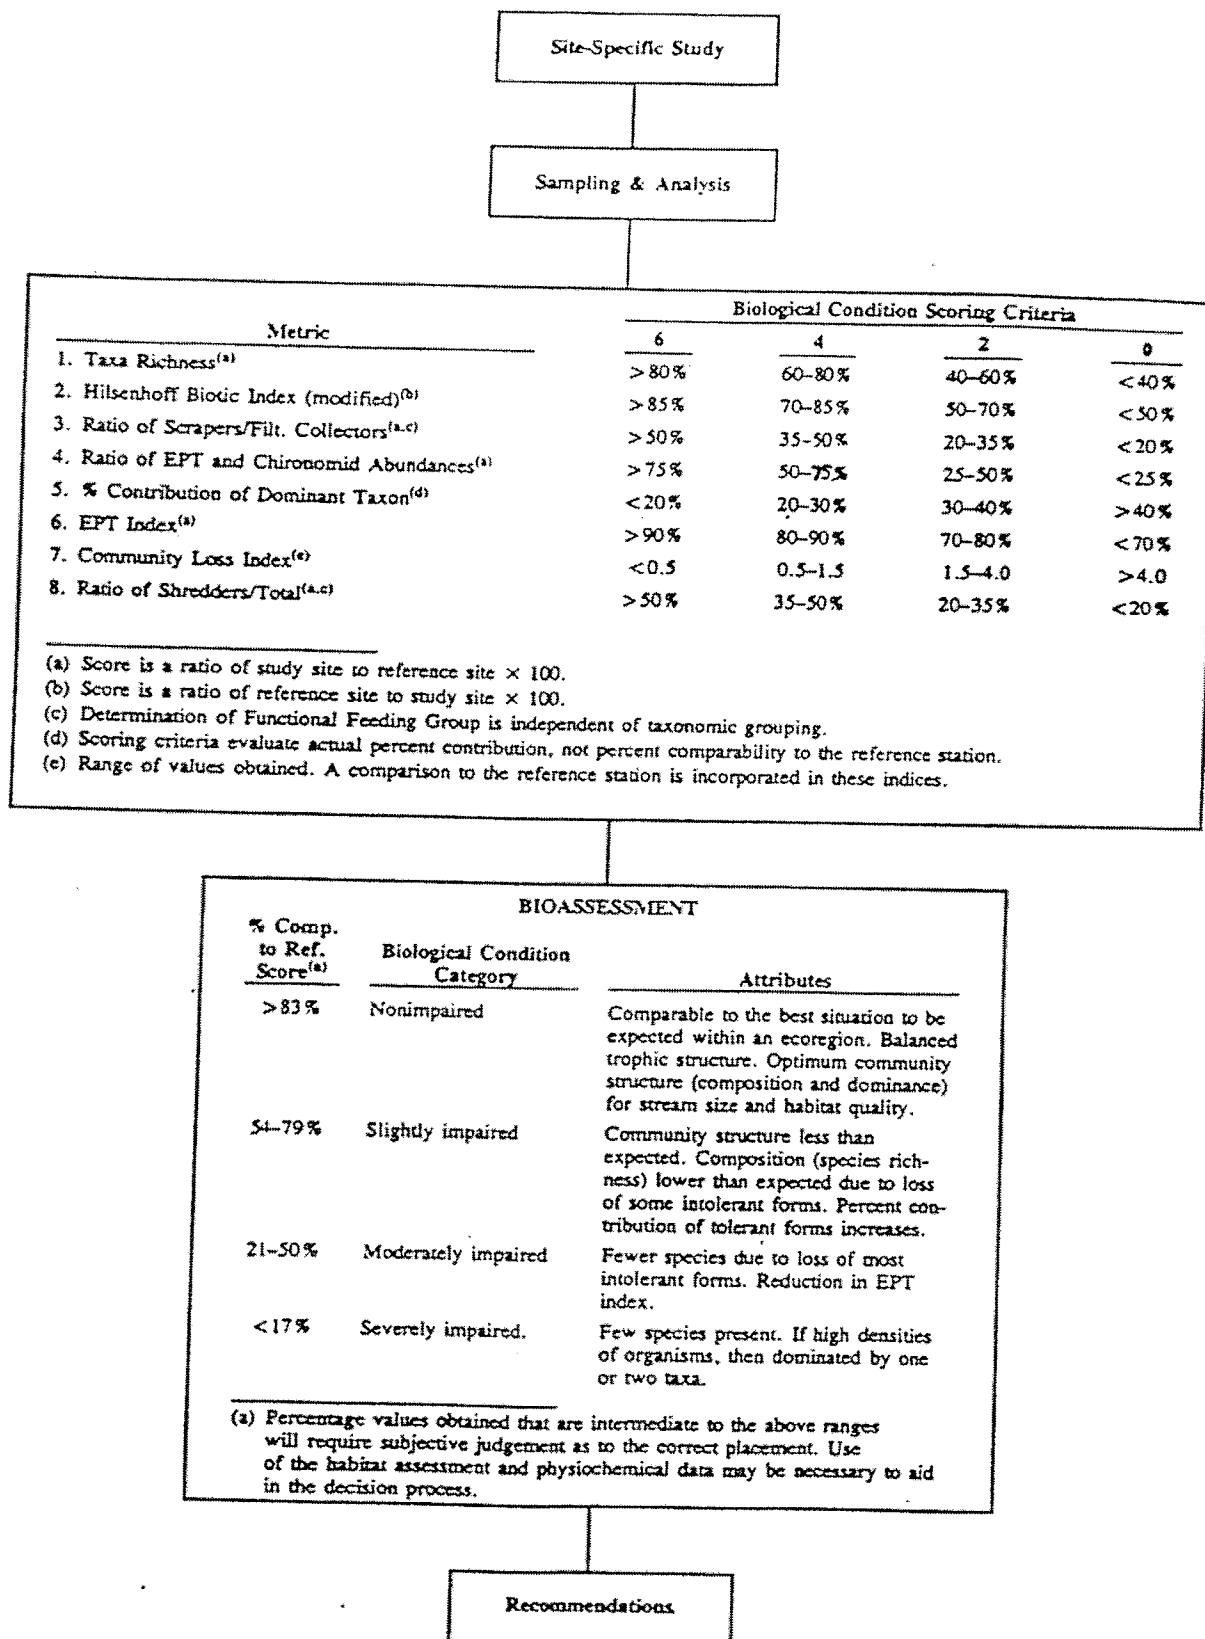 Site-Specific Study
Sampling & Analysis
Biological Condition Scoring Criteria
Metric 6 4 2 0
1. Taxa Richness(a) >80% 60–80% 40–60% <40%
2. Hilsenhoff Biotic Index (modified)(b) >85% 70–85% 50–70% <50%
3. Ratio of Scrapers/Filt. Collectors(a,c) >50% 35-50% 20–35% <20%
4. Ratio of EPT and Chironomid Abundances(a) >75% 50–75% 25–50% <25%
5. % Contribution of Dominant Taxon(d) <20% 20–30% 30–40% >40%
6. EPT Index(a) >90% 80–90% 70–80% <70%
7. Community Loss Index(e) <0.5 0.5–1.5 1.5–4.0 >4.0
8. Ratio of Shredders/Total(a,c) >50% 35–50% 20–35% <20%
(a) Score is a ratio of study site to reference site × 100.
(b) Score is a ratio of reference site to study site × 100.
(c) Determination of Functional Feeding Group is independent of taxonomic grouping.
(d) Scoring criteria evaluate actual percent contribution, not percent comparability to the reference station.
(e) Range of values obtained. A comparison to the reference station is incorporated in these indices.
BIOASSESSMENT
% Comp.
to Ref. Biological Condition
Score(a) Category Attributes
>83% Nonimpaired Comparable to the best situation to be
expected within an ecoregion. Balanced
trophic structure. Optimum community
structure (composition and dominance)
for stream size and habitat quality.
54–79% Slightly impaired Community structure less than
expected. Composition (species rich-
ness) lower than expected due to loss
of some intolerant forms. Percent con-
tribution of tolerant forms increases.
21–50% Moderately impaired Fewer species due to loss of most
intolerant forms. Reduction in EPT
index.
<17% Severely impaired. Few species present. If high densities
of organisms, then dominated by one
or two taxa.
(a) Percentage values obtained that are intermediate to the above ranges
will require subjective judgement as to the correct placement. Use
of the habitat assessment and physiochemical data may be necessary to aid
in the decision process.
Recommendations